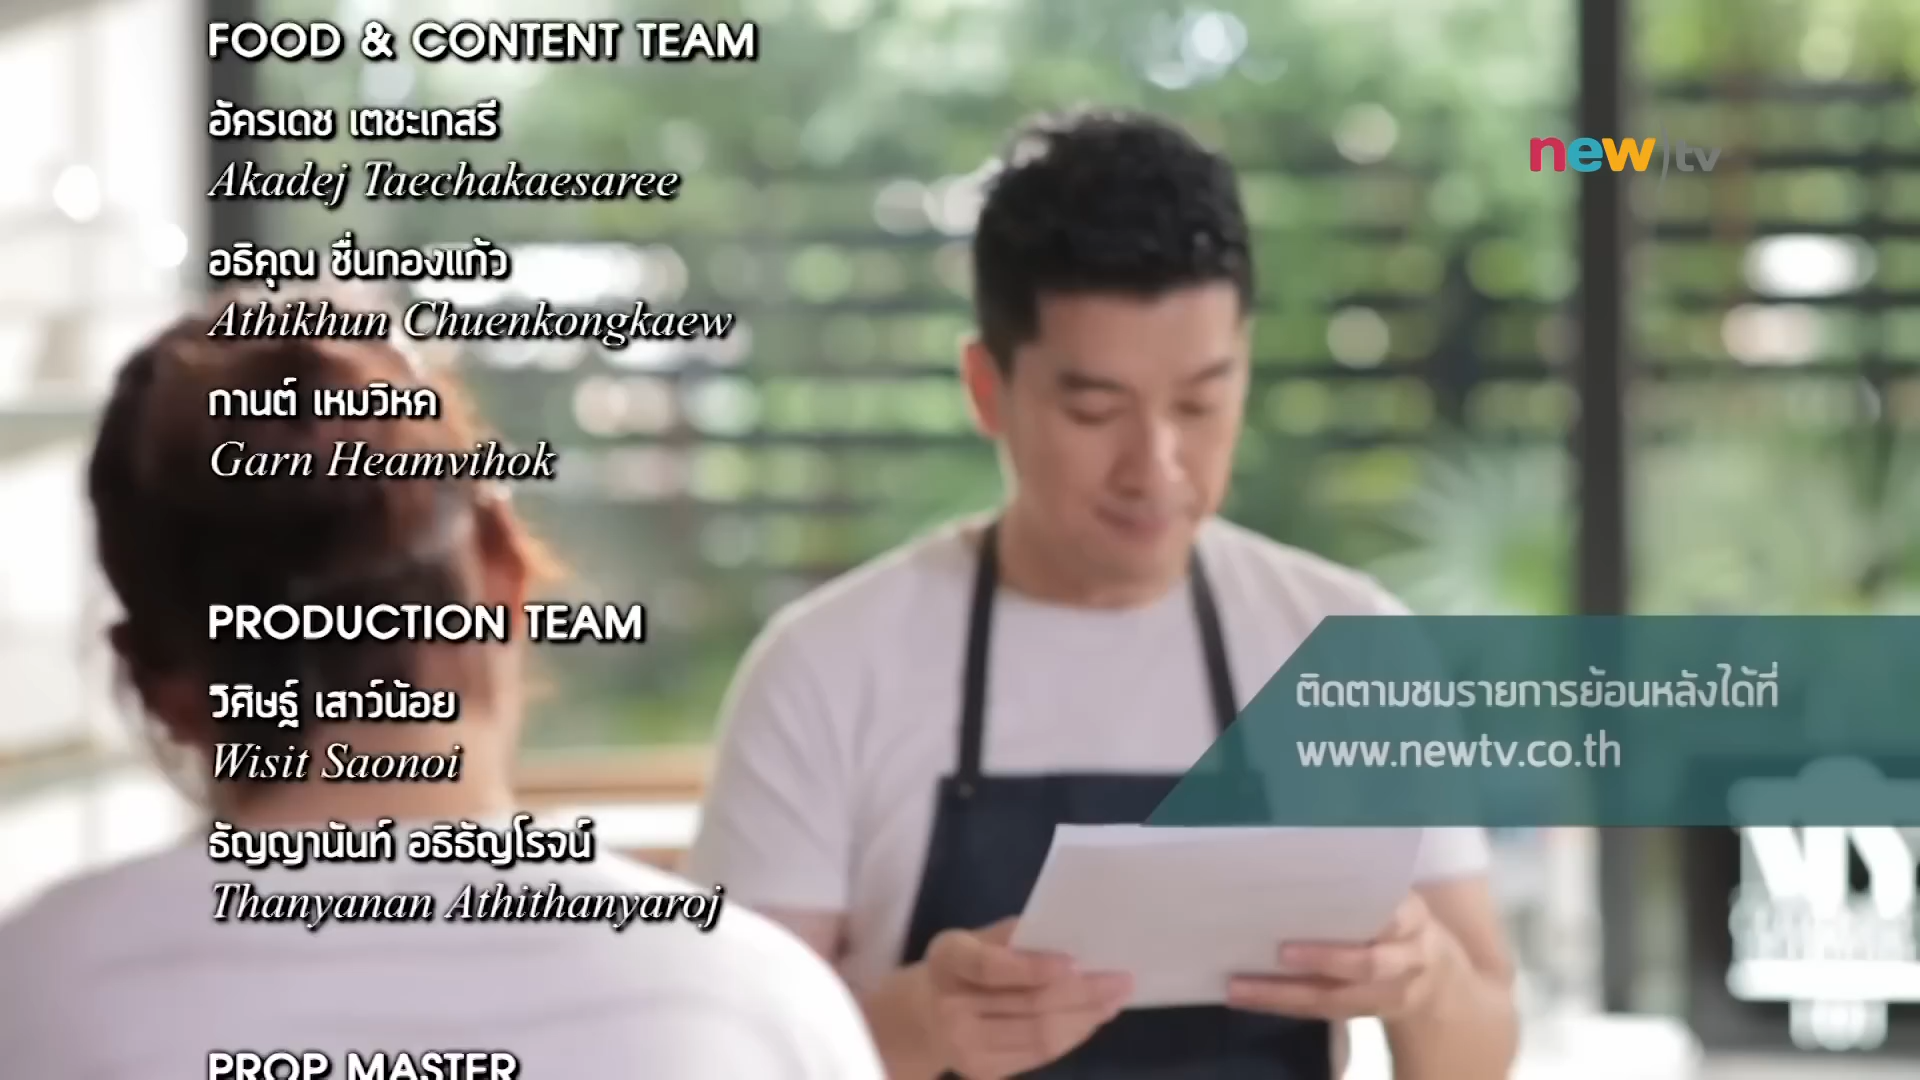 FOOD & CONTENT TEAM
อัครเดช เตชะเกสรี
Akadej Taechakaesaree
อธิคุณ ชื่นกองแก้ว
Athikhun Chuenkongkaew
กานต์ เหมวิหค
Garn Heamvihok
PRODUCTION TEAM
วิศิษฐ์ เสาว์น้อย
Wisit Saonoi
ธัญญานันท์ อธิธัญโรจน์
Thanyanan Athithanyaroj
PROP MASTER
new)tv
ติดตามชมรายการย้อนหลังได้ที่
www.newtv.co.th